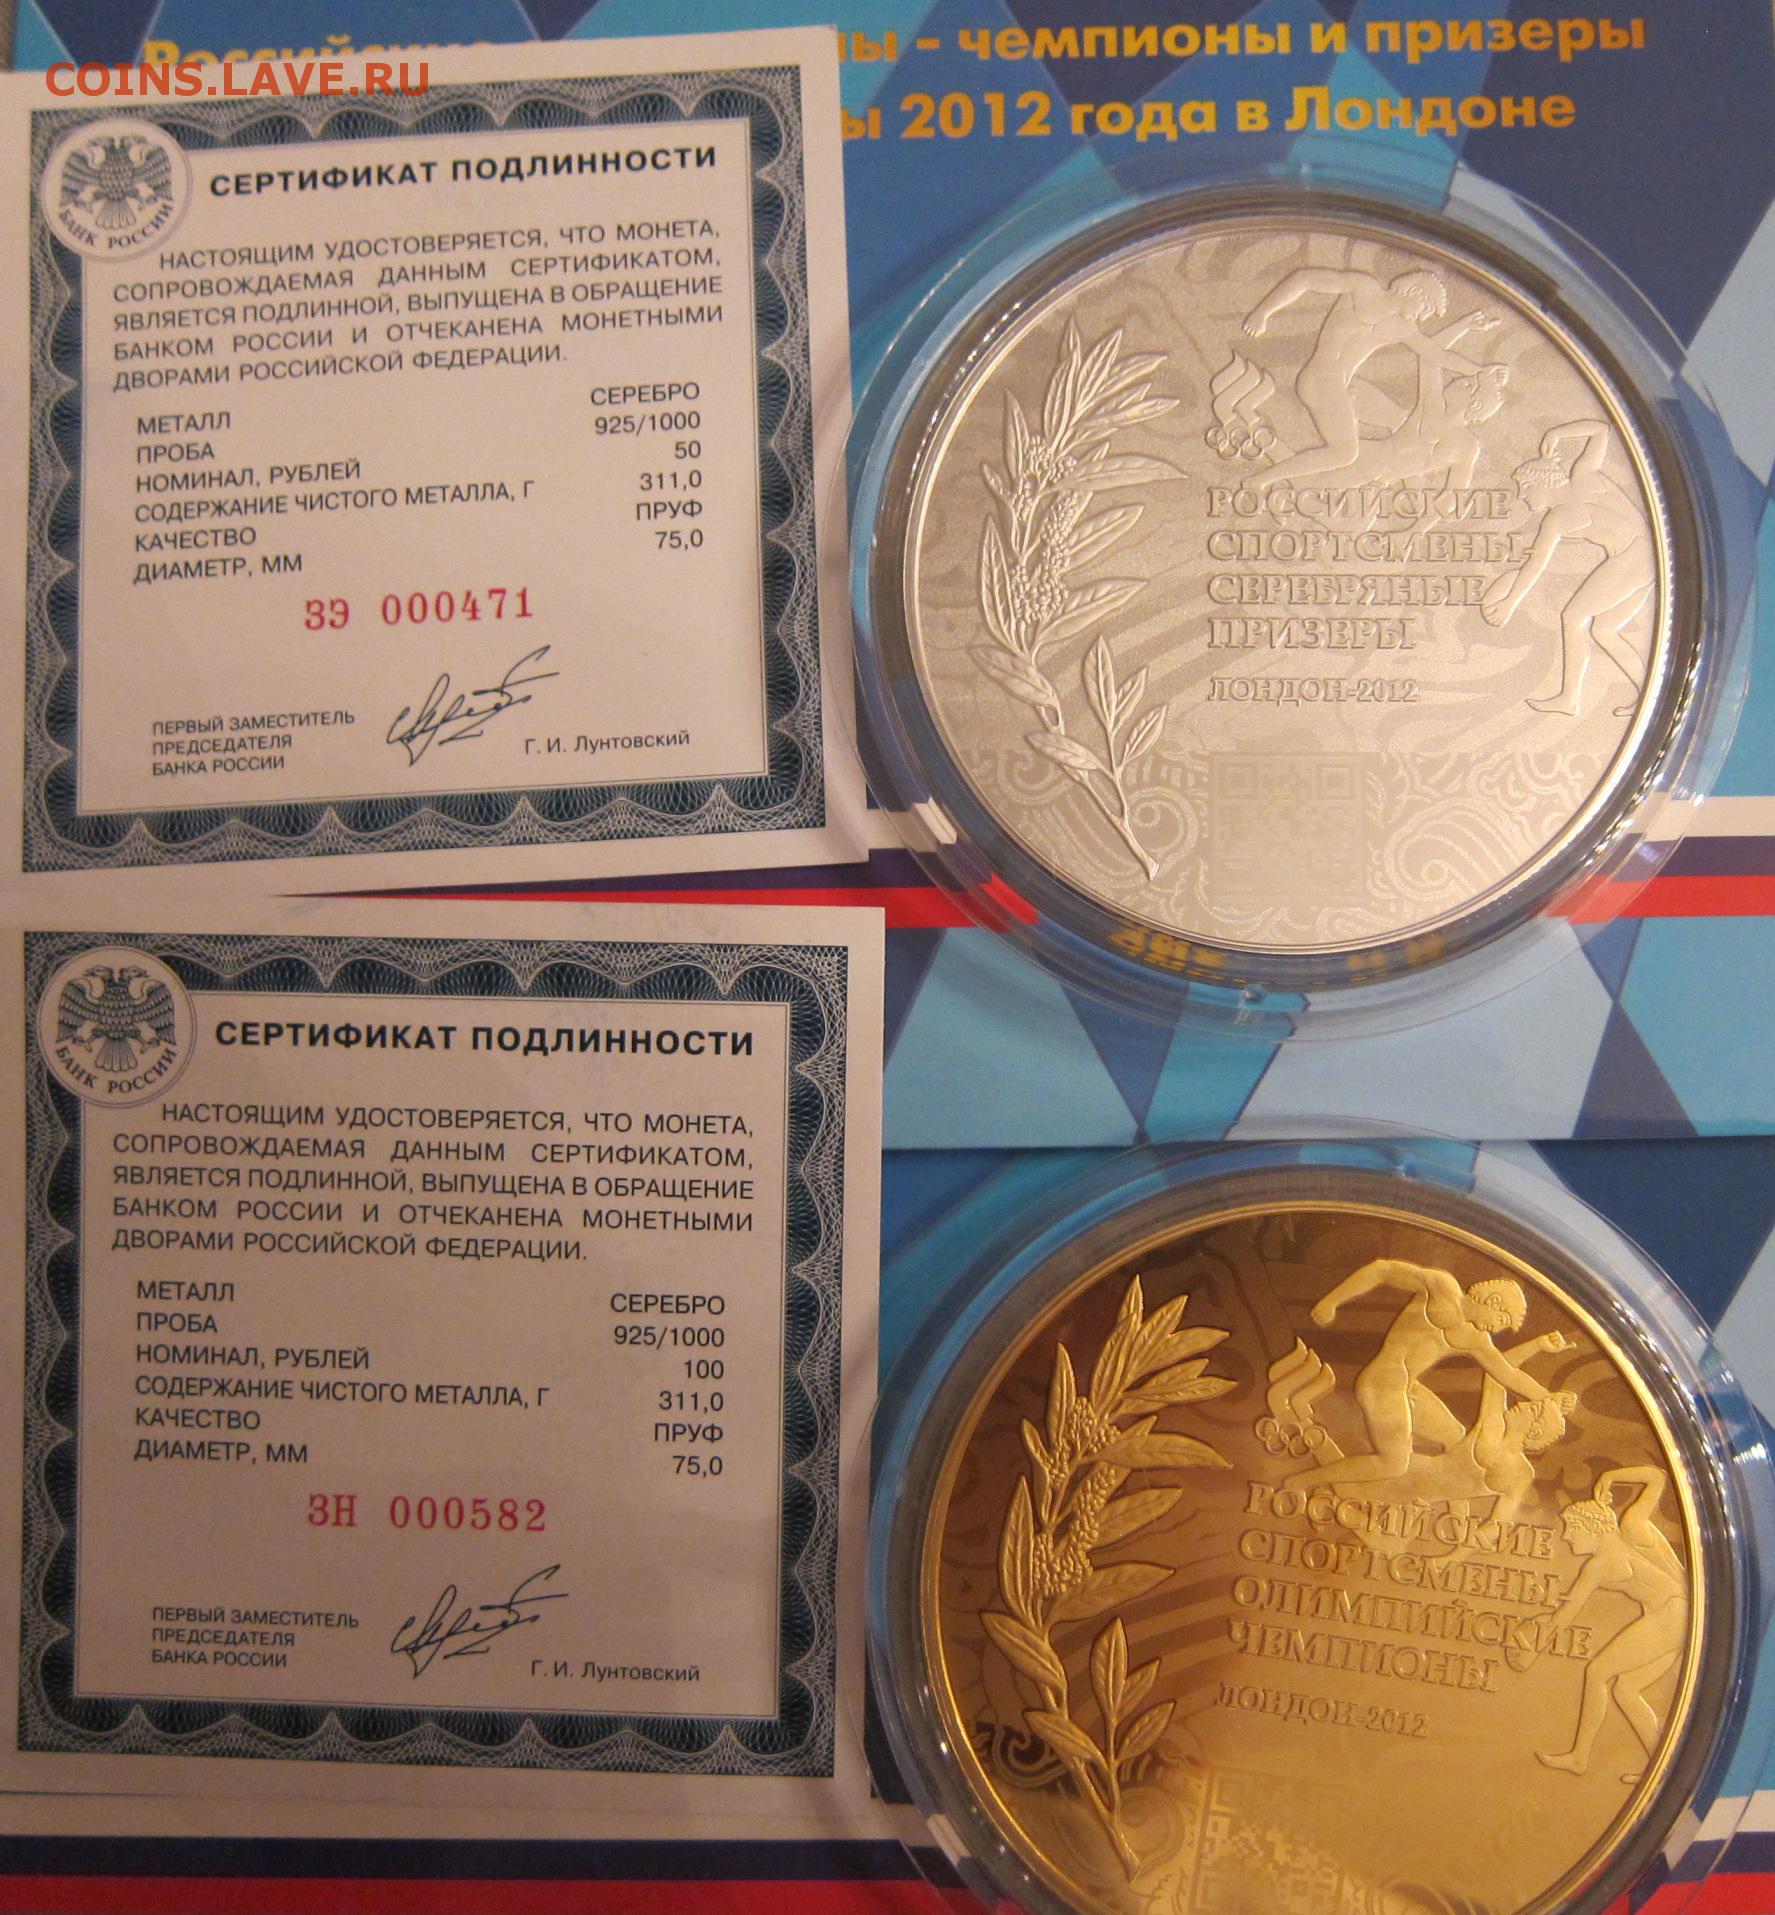 COINS.LAVE.RU
- чемпионы и призеры
2012 года в Лондоне
БАНК РОССИИ
СЕРТИФИКАТ ПОДЛИННОСТИ
НАСТОЯЩИМ УДОСТОВЕРЯЕТСЯ, ЧТО МОНЕТА,
СОПРОВОЖДАЕМАЯ ДАННЫМ СЕРТИФИКАТОМ,
ЯВЛЯЕТСЯ ПОДЛИННОЙ, ВЫПУЩЕНА В ОБРАЩЕНИЕ
БАНКОМ РОССИИ И ОТЧЕКАНЕНА МОНЕТНЫМИ
ДВОРАМИ РОССИЙСКОЙ ФЕДЕРАЦИИ.
МЕТАЛЛ СЕРЕБРО
ПРОБА 925/1000
НОМИНАЛ, РУБЛЕЙ 50
СОДЕРЖАНИЕ ЧИСТОГО МЕТАЛЛА, Г 311,0
КАЧЕСТВО ПРУФ
ДИАМЕТР, ММ 75,0
ЗЭ 000471
ПЕРВЫЙ ЗАМЕСТИТЕЛЬ
ПРЕДСЕДАТЕЛЯ
БАНКА РОССИИ
Г. И. Лунтовский
РОССИЙСКИЕ
СПОРТСМЕНЫ-
СЕРЕБРЯНЫЕ
ПРИЗЕРЫ
ЛОНДОН-2012
БАНК РОССИИ
СЕРТИФИКАТ ПОДЛИННОСТИ
НАСТОЯЩИМ УДОСТОВЕРЯЕТСЯ, ЧТО МОНЕТА,
СОПРОВОЖДАЕМАЯ ДАННЫМ СЕРТИФИКАТОМ,
ЯВЛЯЕТСЯ ПОДЛИННОЙ, ВЫПУЩЕНА В ОБРАЩЕНИЕ
БАНКОМ РОССИИ И ОТЧЕКАНЕНА МОНЕТНЫМИ
ДВОРАМИ РОССИЙСКОЙ ФЕДЕРАЦИИ.
МЕТАЛЛ СЕРЕБРО
ПРОБА 925/1000
НОМИНАЛ, РУБЛЕЙ 100
СОДЕРЖАНИЕ ЧИСТОГО МЕТАЛЛА, Г 311,0
КАЧЕСТВО ПРУФ
ДИАМЕТР, ММ 75,0
ЗН 000582
ПЕРВЫЙ ЗАМЕСТИТЕЛЬ
ПРЕДСЕДАТЕЛЯ
БАНКА РОССИИ
Г. И. Лунтовский
РОССИЙСКИЕ
СПОРТСМЕНЫ-
ОЛИМПИЙСКИЕ
ЧЕМПИОНЫ
ЛОНДОН-2012